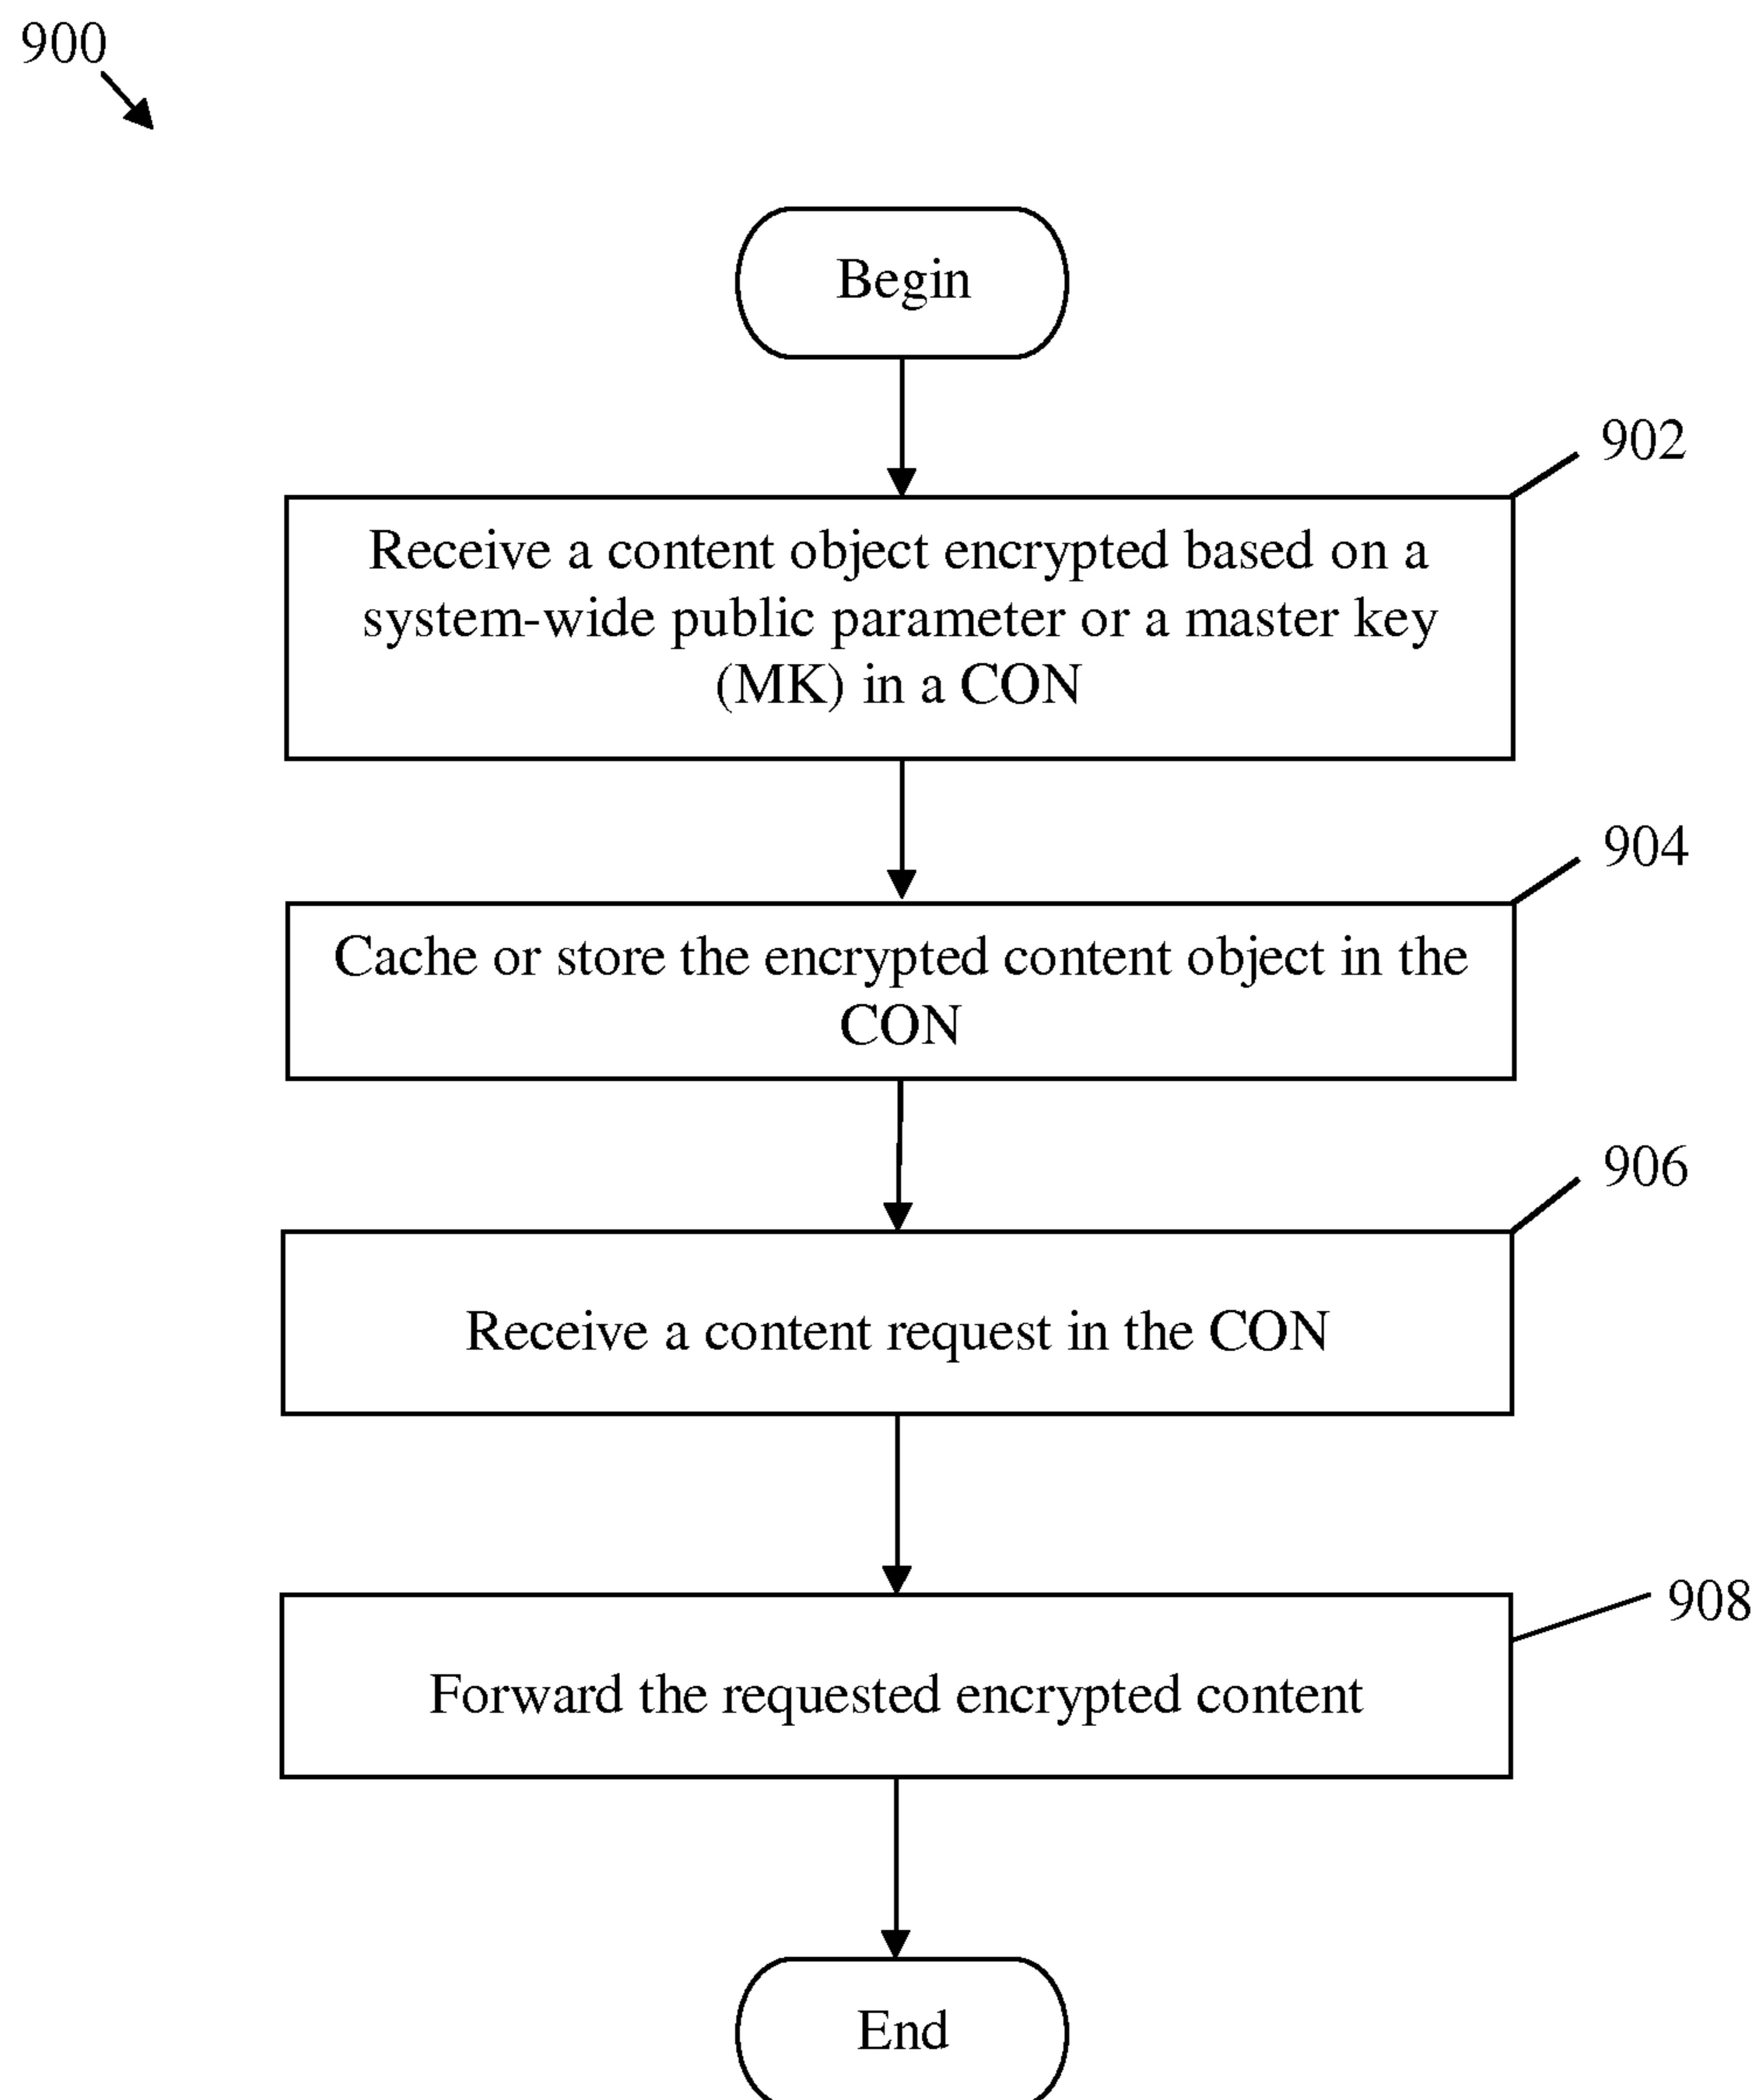 900
Begin
902
Receive a content object encrypted based on a
system-wide public parameter or a master key
(MK) in a CON
904
Cache or store the encrypted content object in the
CON
906
Receive a content request in the CON
908
Forward the requested encrypted content
End